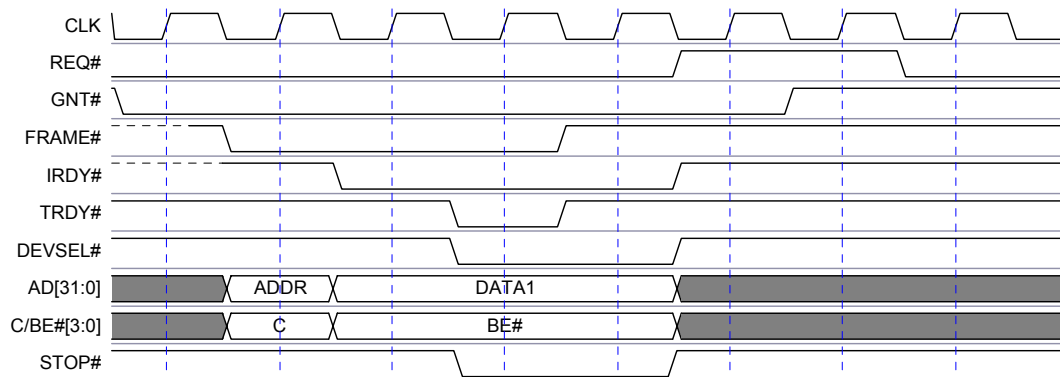 CLK
REQ#
GNT#
FRAME#
IRDY#
TRDY#
DEVSEL#
AD[31:0] ADDR DATA1
C/BE#[3:0] C BE#
STOP#